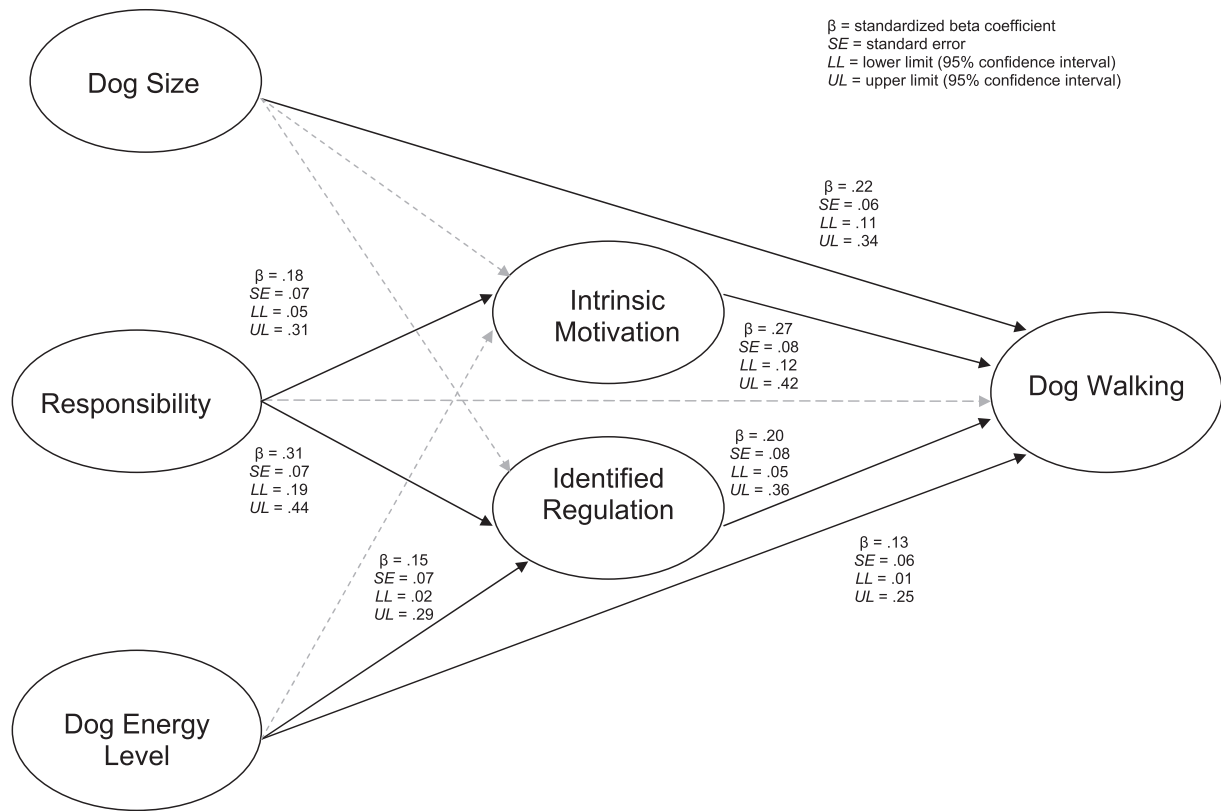 β = standardized beta coefficient
SE = standard error
LL = lower limit (95% confidence interval)
UL = upper limit (95% confidence interval)
Dog Size
β = .22
SE = .06
LL = .11
UL = .34
β = .18
SE = .07
LL = .05
UL = .31
Intrinsic
Motivation
β = .27
SE = .08
LL = .12
UL = .42
Responsibility
Dog Walking
β = .31
SE = .07
LL = .19
UL = .44
Identified
Regulation
β = .20
SE = .08
LL = .05
UL = .36
β = .15
SE = .07
LL = .02
UL = .29
β = .13
SE = .06
LL = .01
UL = .25
Dog Energy
Level